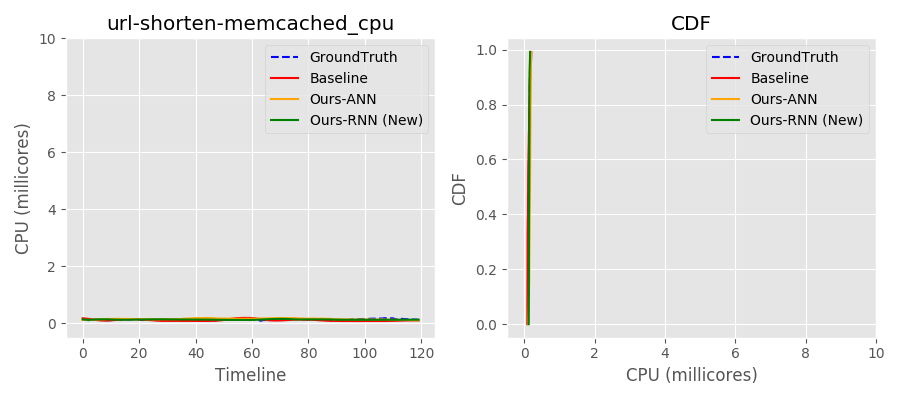 url-shorten-memcached_cpu
CPU (millicores)
10
8
6
4
2
0
GroundTruth
Baseline
Ours-ANN
Ours-RNN (New)
0 20 40 60 80 100 120
Timeline
CDF
CDF
1.0
0.8
0.6
0.4
0.2
0.0
GroundTruth
Baseline
Ours-ANN
Ours-RNN (New)
0 2 4 6 8 10
CPU (millicores)